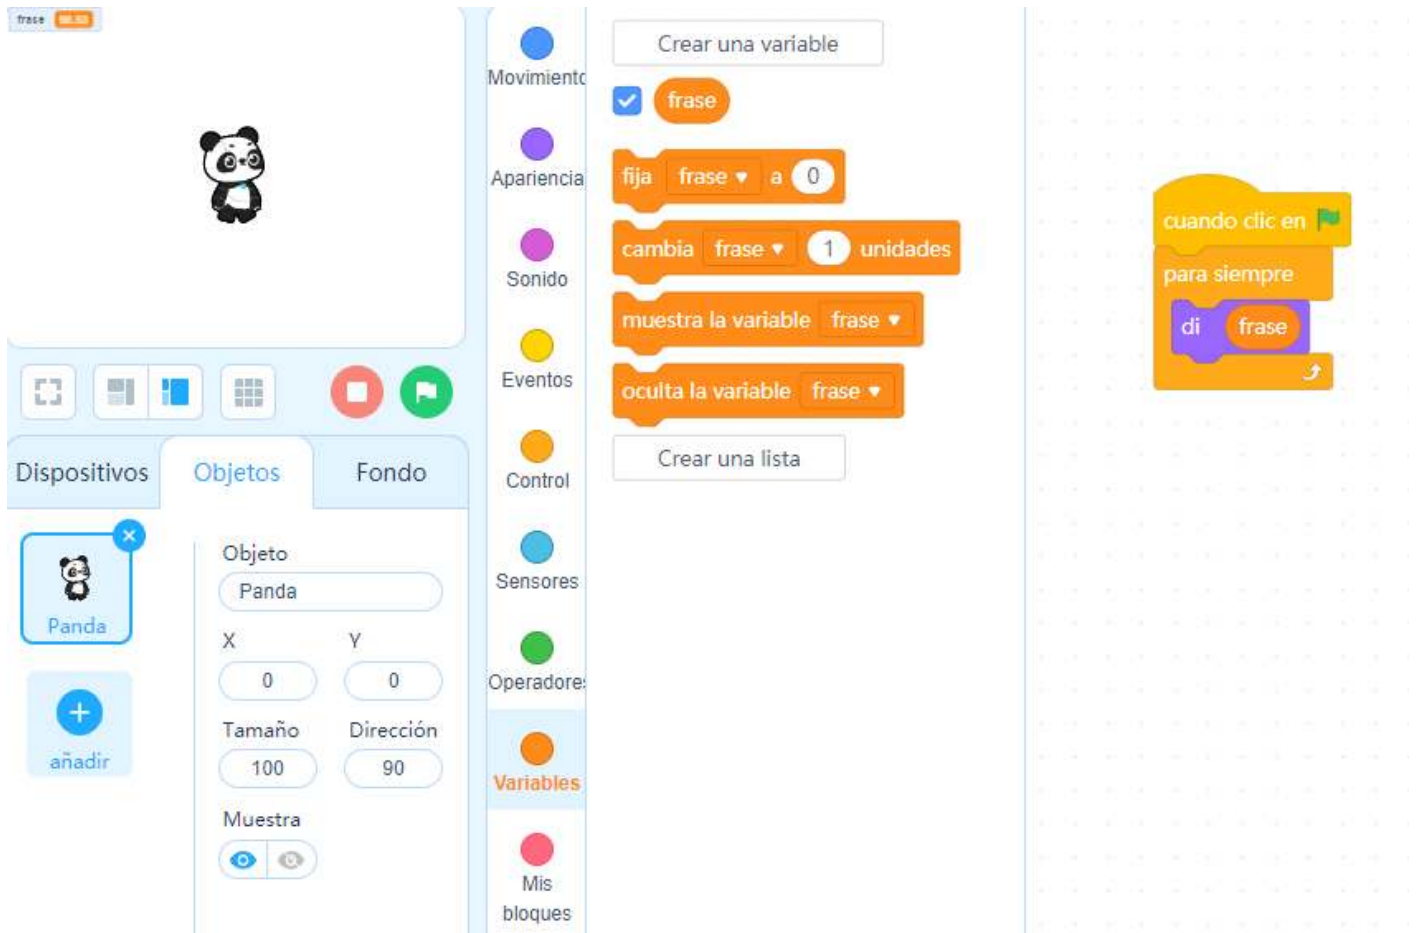 frase
Dispositivos
Objetos
Fondo
Panda
añadir
Objeto
Panda
X
Y
0
0
Tamaño
Dirección
100
90
Muestra
Movimiento
Apariencia
Sonido
Eventos
Control
Sensores
Operadores
Variables
Mis
bloques
Crear una variable
frase
fija frase a 0
cambia frase 1 unidades
muestra la variable frase
oculta la variable frase
Crear una lista
cuando clic en
para siempre
di frase